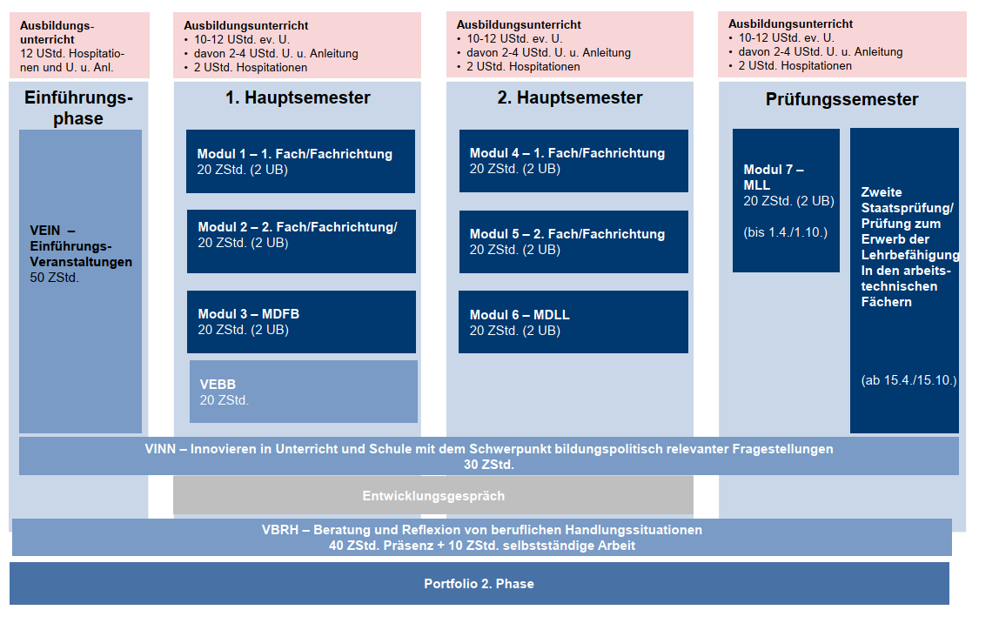 Ausbildungs-
unterricht
12 UStd. Hospitatio-
nen und U. u. Anl.
Ausbildungsunterricht
• 10-12 UStd. ev. U.
• davon 2-4 UStd. U. u. Anleitung
• 2 UStd. Hospitationen
Ausbildungsunterricht
• 10-12 UStd. ev. U.
• davon 2-4 UStd. U. u. Anleitung
• 2 UStd. Hospitationen
Ausbildungsunterricht
• 10-12 UStd. ev. U.
• davon 2-4 UStd. U. u. Anleitung
• 2 UStd. Hospitationen
Einführungs-
phase
VEIN –
Einführungs-
Veranstaltungen
50 ZStd.
1. Hauptsemester
Modul 1 – 1. Fach/Fachrichtung
20 ZStd. (2 UB)
Modul 2 – 2. Fach/Fachrichtung/
20 ZStd. (2 UB)
Modul 3 – MDFB
20 ZStd. (2 UB)
VEBB
20 ZStd.
2. Hauptsemester
Modul 4 – 1. Fach/Fachrichtung
20 ZStd. (2 UB)
Modul 5 – 2. Fach/Fachrichtung
20 ZStd. (2 UB)
Modul 6 – MDLL
20 ZStd. (2 UB)
Prüfungssemester
Modul 7 –
MLL
20 ZStd. (2 UB)
(bis 1.4./1.10.)
Zweite
Staatsprüfung/
Prüfung zum
Erwerb der
Lehrbefähigung
In den arbeits-
technischen
Fächern
(ab 15.4./15.10.)
VINN – Innovieren in Unterricht und Schule mit dem Schwerpunkt bildungspolitisch relevanter Fragestellungen
30 ZStd.
Entwicklungsgespräch
VBRH – Beratung und Reflexion von beruflichen Handlungssituationen
40 ZStd. Präsenz + 10 ZStd. selbstständige Arbeit
Portfolio 2. Phase